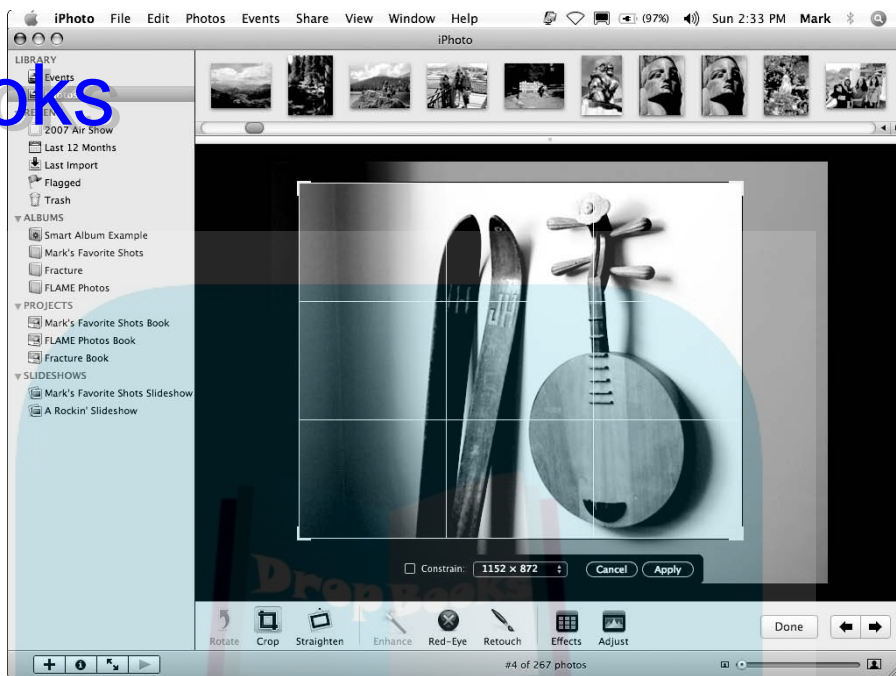 iPhoto File Edit Photos Events Share View Window Help (97%) Sun 2:33 PM Mark
iPhoto
LIBRARY
Events
oks
2007 Air Show
Last 12 Months
Last Import
Flagged
Trash
ALBUMS
Smart Album Example
Mark's Favorite Shots
Fracture
FLAME Photos
PROJECTS
Mark's Favorite Shots Book
FLAME Photos Book
Fracture Book
SLIDESHOWS
Mark's Favorite Shots Slideshow
A Rockin' Slideshow
Constrain: 1152 × 872 Cancel Apply
DropBooks
Rotate Crop Straighten Enhance Red-Eye Retouch Effects Adjust Done
#4 of 267 photos